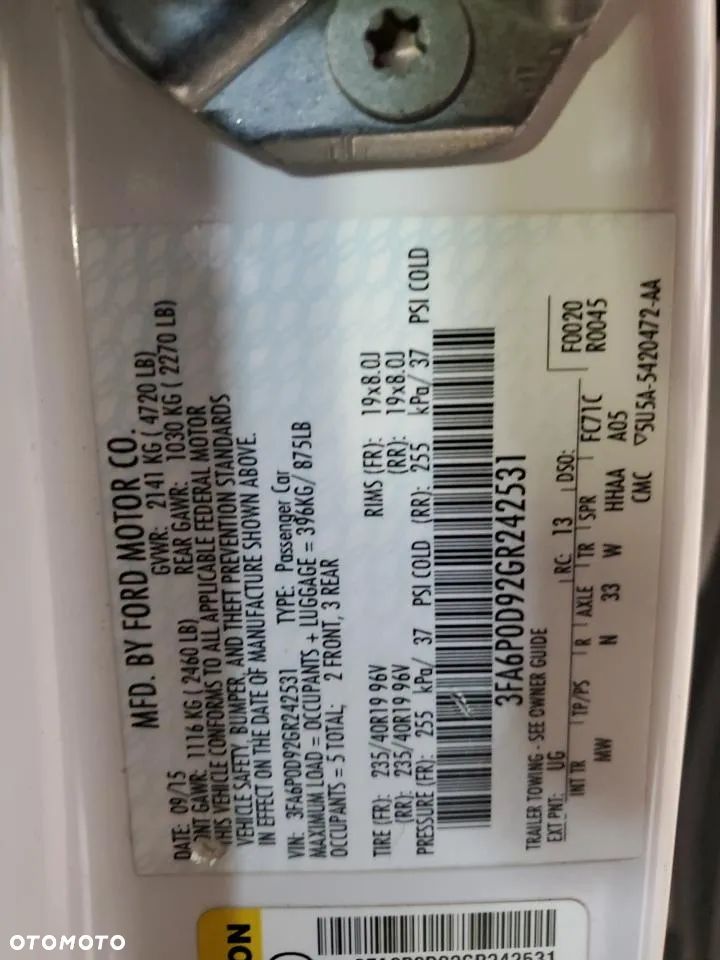 MFD. BY FORD MOTOR CO.
DATE: 09/15 GVWR: 2141 KG ( 4720 LB)
FRNT GAWR: 1116 KG ( 2460 LB) REAR GAWR: 1030 KG ( 2270 LB)
THIS VEHICLE CONFORMS TO ALL APPLICABLE FEDERAL MOTOR
VEHICLE SAFETY, BUMPER, AND THEFT PREVENTION STANDARDS
IN EFFECT ON THE DATE OF MANUFACTURE SHOWN ABOVE.
VIN: 3FA6P0D92GR242531 TYPE: Passenger Car
MAXIMUM LOAD = OCCUPANTS + LUGGAGE = 396KG/ 875LB
OCCUPANTS = 5 TOTAL; 2 FRONT, 3 REAR
TIRE (FR): 235/40R19 96V RIMS (FR): 19x8.0J
(RR): 235/40R19 96V (RR): 19x8.0J
PRESSURE (FR): 255 kPa/ 37 PSI COLD (RR): 255 kPa/ 37 PSI COLD
3FA6P0D92GR242531
TRAILER TOWING - SEE OWNER GUIDE
EXT PNT: UG RC: 13 DSO: F0020
INT TR TP/PS R AXLE TR SPR FC71C R0045
MW N 33 W HHAA A05
CMC ▽5U5A-5420472-AA
ON
3FA6P0D92GR242531
OTOMOTO